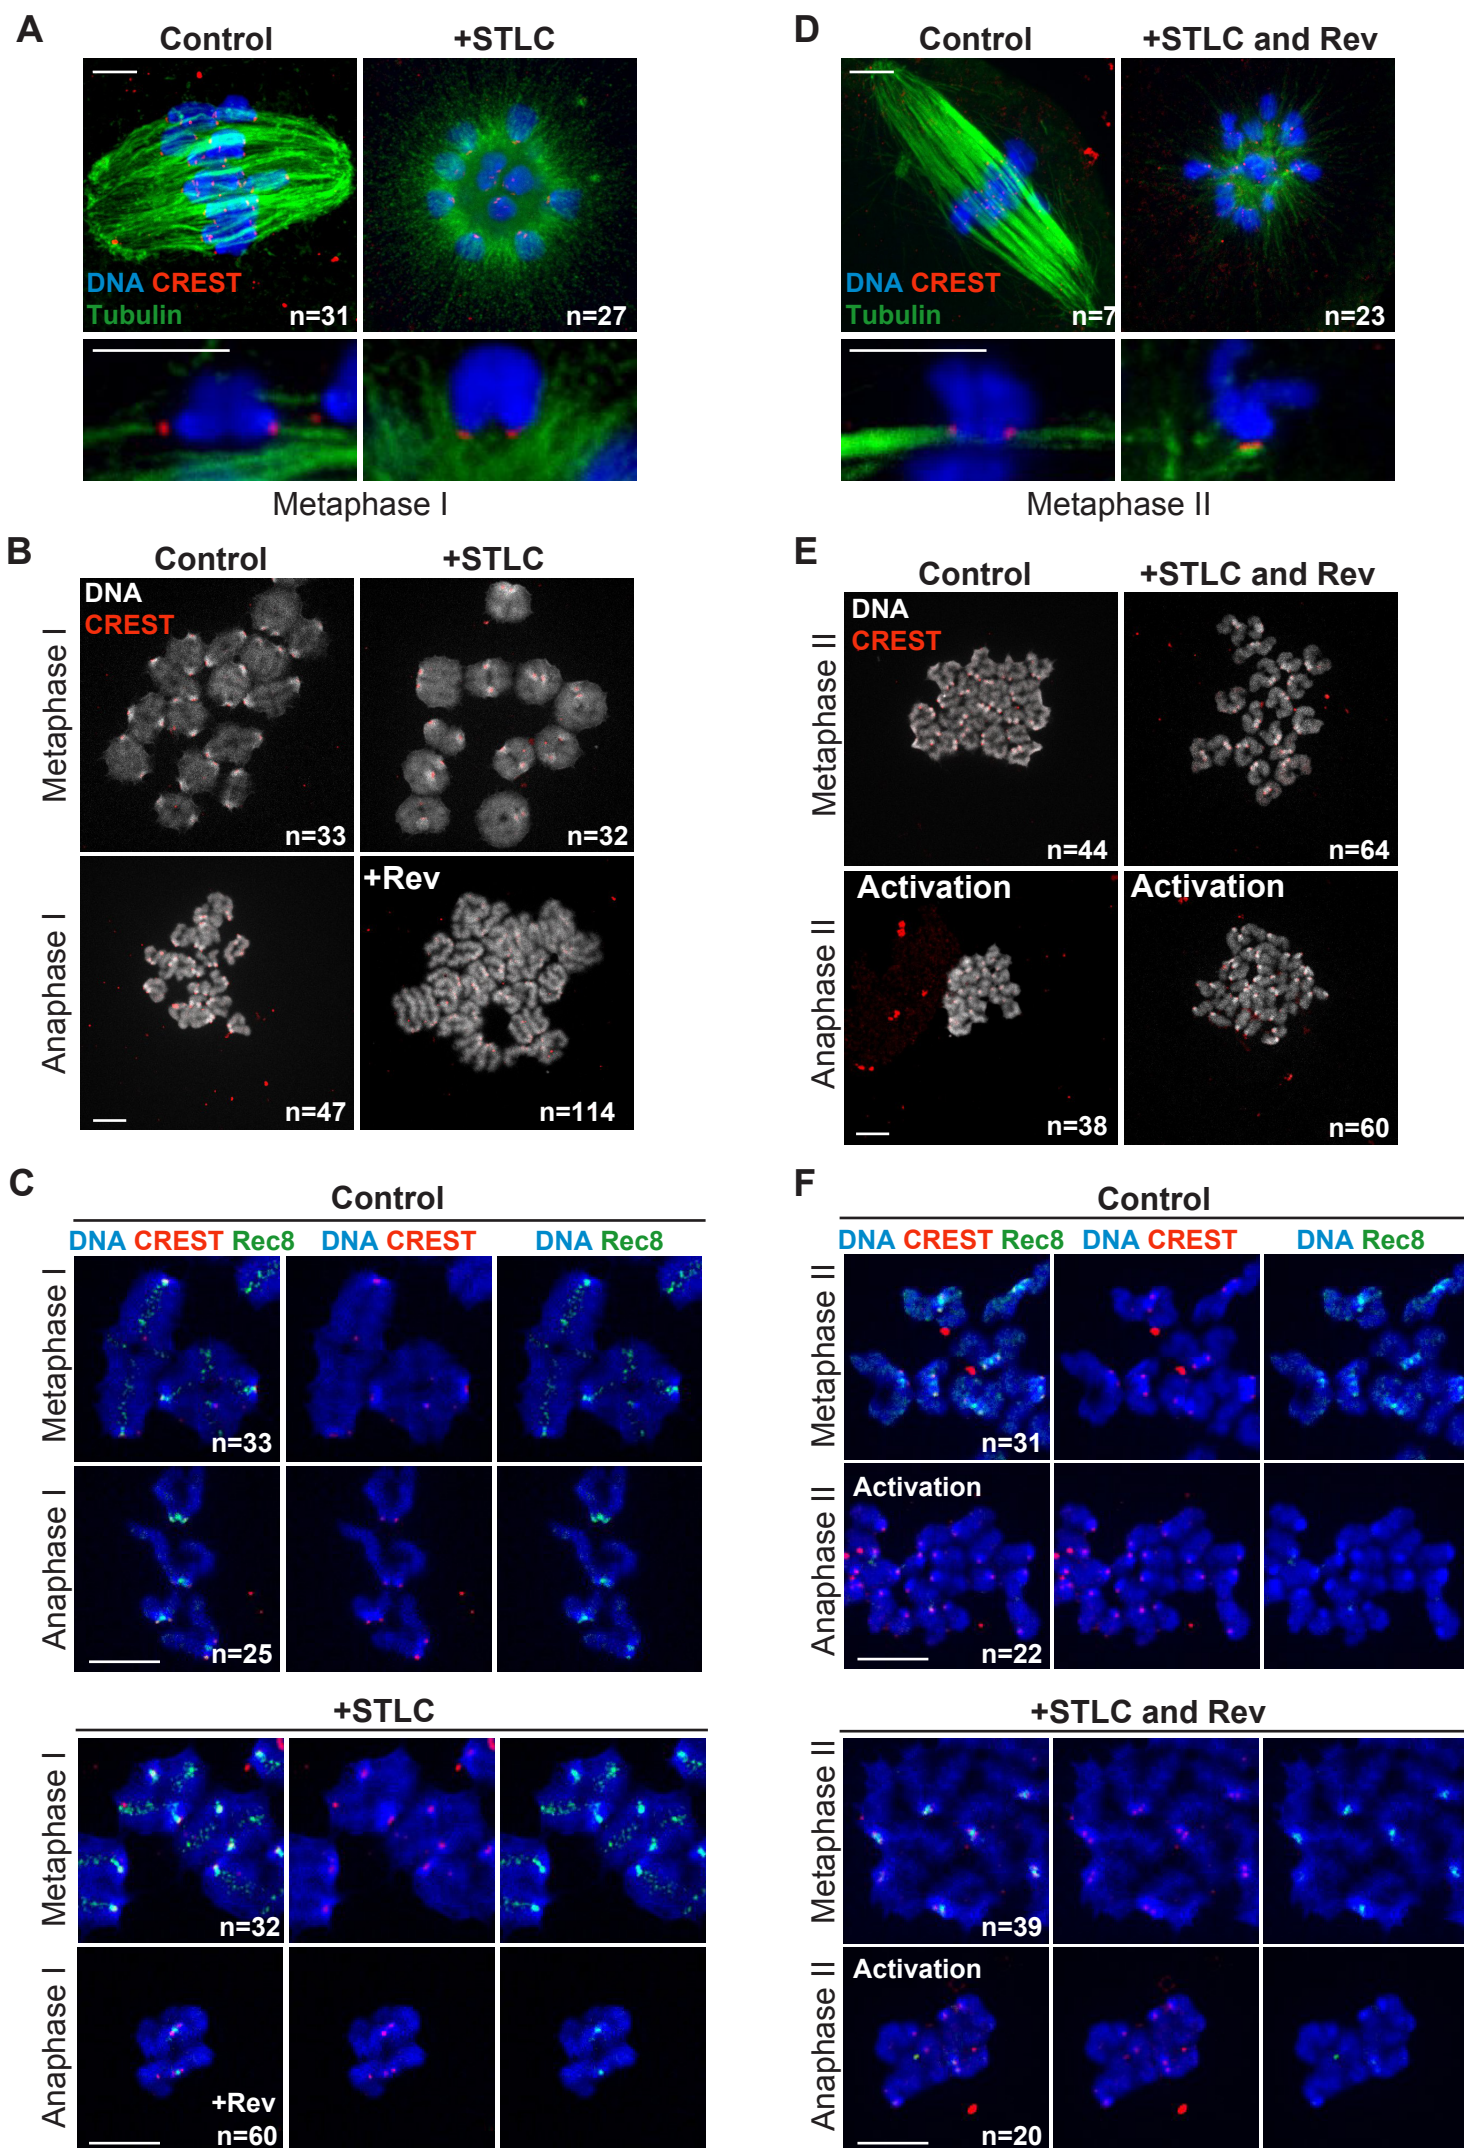 A
Control
+STLC
DNA CREST
Tubulin
n=31
n=27
Metaphase I
B
Control
+STLC
Metaphase I
DNA
CREST
n=33
n=32
Anaphase I
+Rev
n=47
n=114
C
Control
DNA CREST Rec8
DNA CREST
DNA Rec8
Metaphase I
n=33
Anaphase I
n=25
+STLC
Metaphase I
n=32
Anaphase I
+Rev
n=60
D
Control
+STLC and Rev
DNA CREST
Tubulin
n=7
n=23
Metaphase II
E
Control
+STLC and Rev
Metaphase II
DNA
CREST
n=44
n=64
Anaphase II
Activation
Activation
n=38
n=60
F
Control
DNA CREST Rec8
DNA CREST
DNA Rec8
Metaphase II
n=31
Anaphase II
Activation
n=22
+STLC and Rev
Metaphase II
n=39
Anaphase II
Activation
n=20